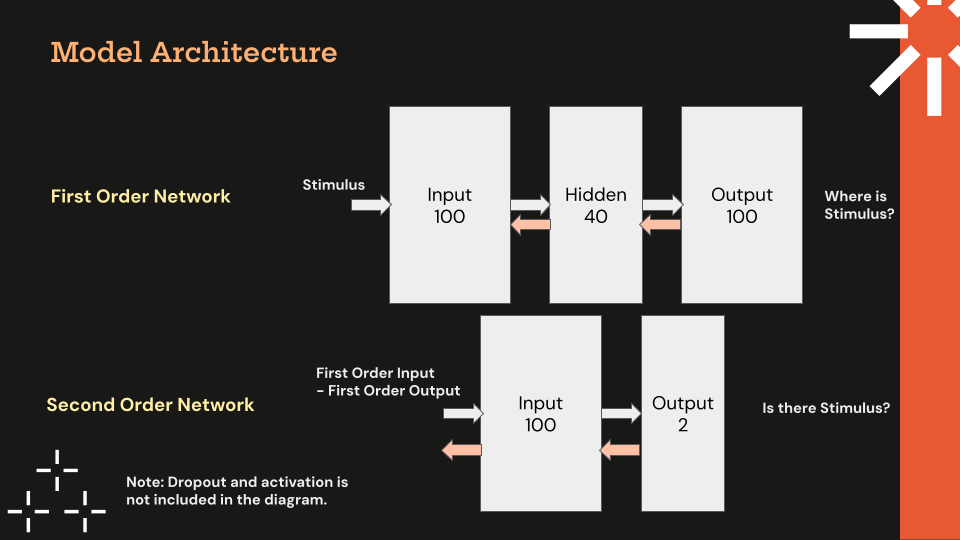 Model Architecture
First Order Network
Stimulus
Input
100
Hidden
40
Output
100
Where is
Stimulus?
Second Order Network
First Order Input
- First Order Output
Input
100
Output
2
Is there Stimulus?
Note: Dropout and activation is
not included in the diagram.